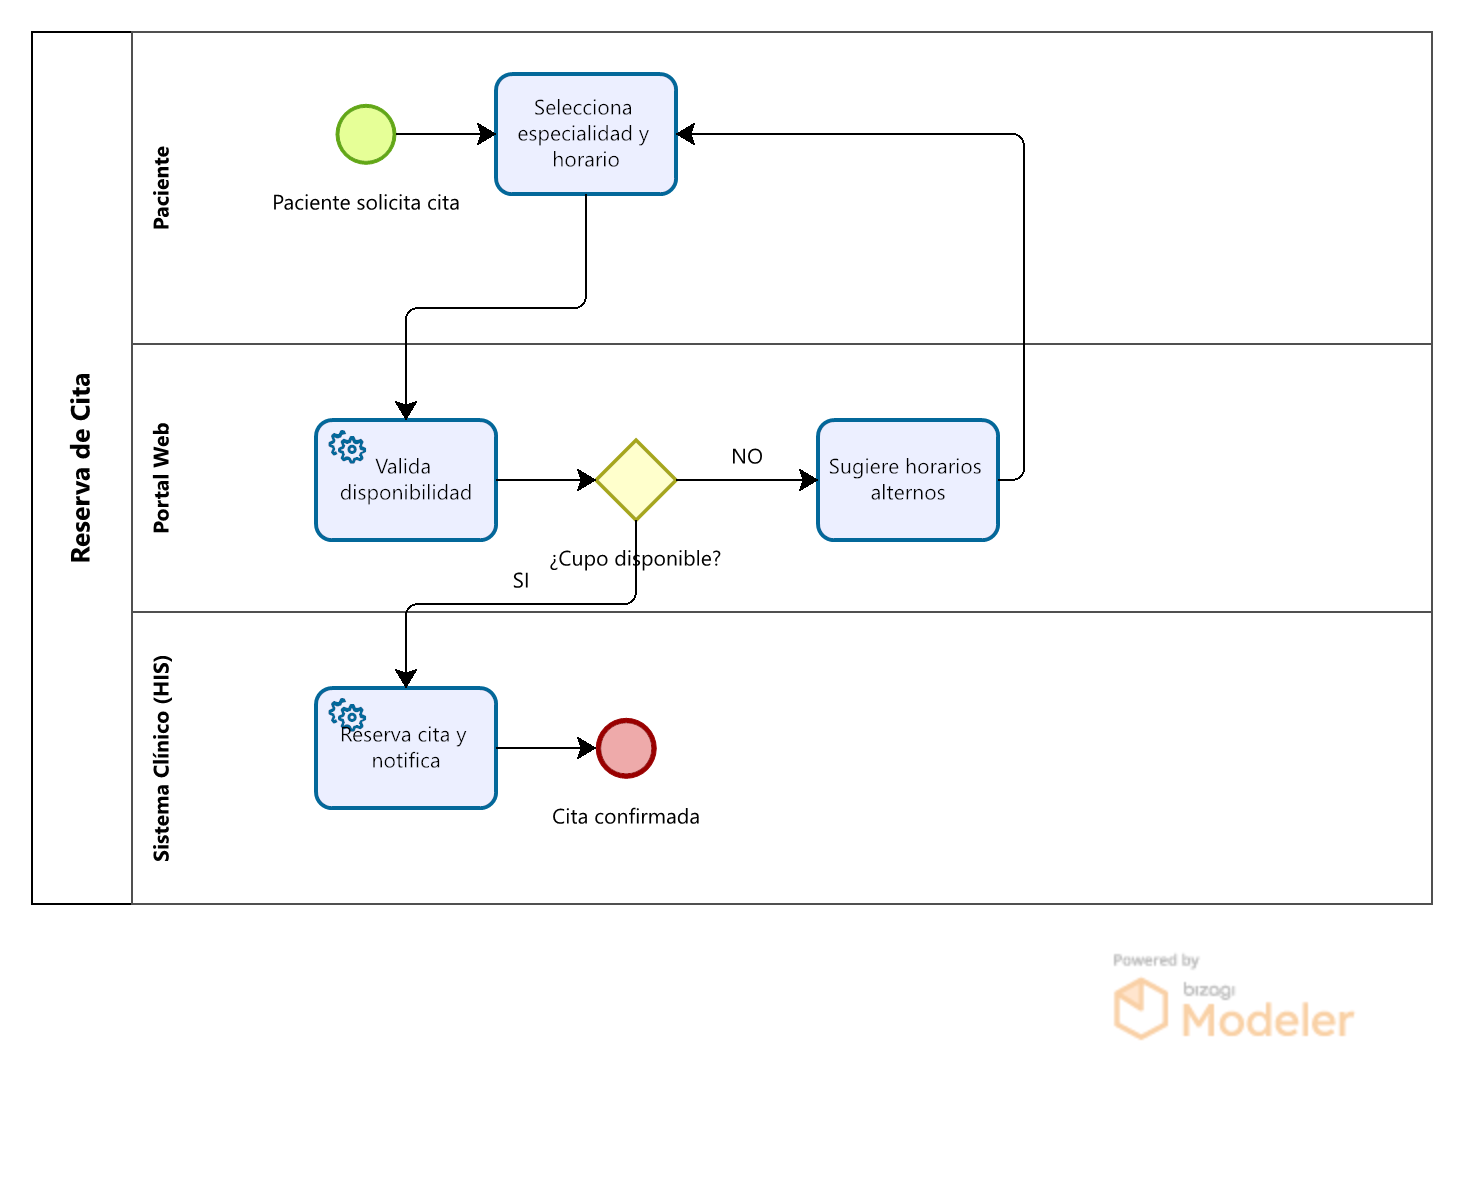 Reserva de Cita
Paciente
Selecciona
especialidad y
horario
Paciente solicita cita
Portal Web
Valida
disponibilidad
NO
Sugiere horarios
alternos
¿Cupo disponible?
SI
Sistema Clínico (HIS)
Reserva cita y
notifica
Cita confirmada
Powered by
bizagi
Modeler